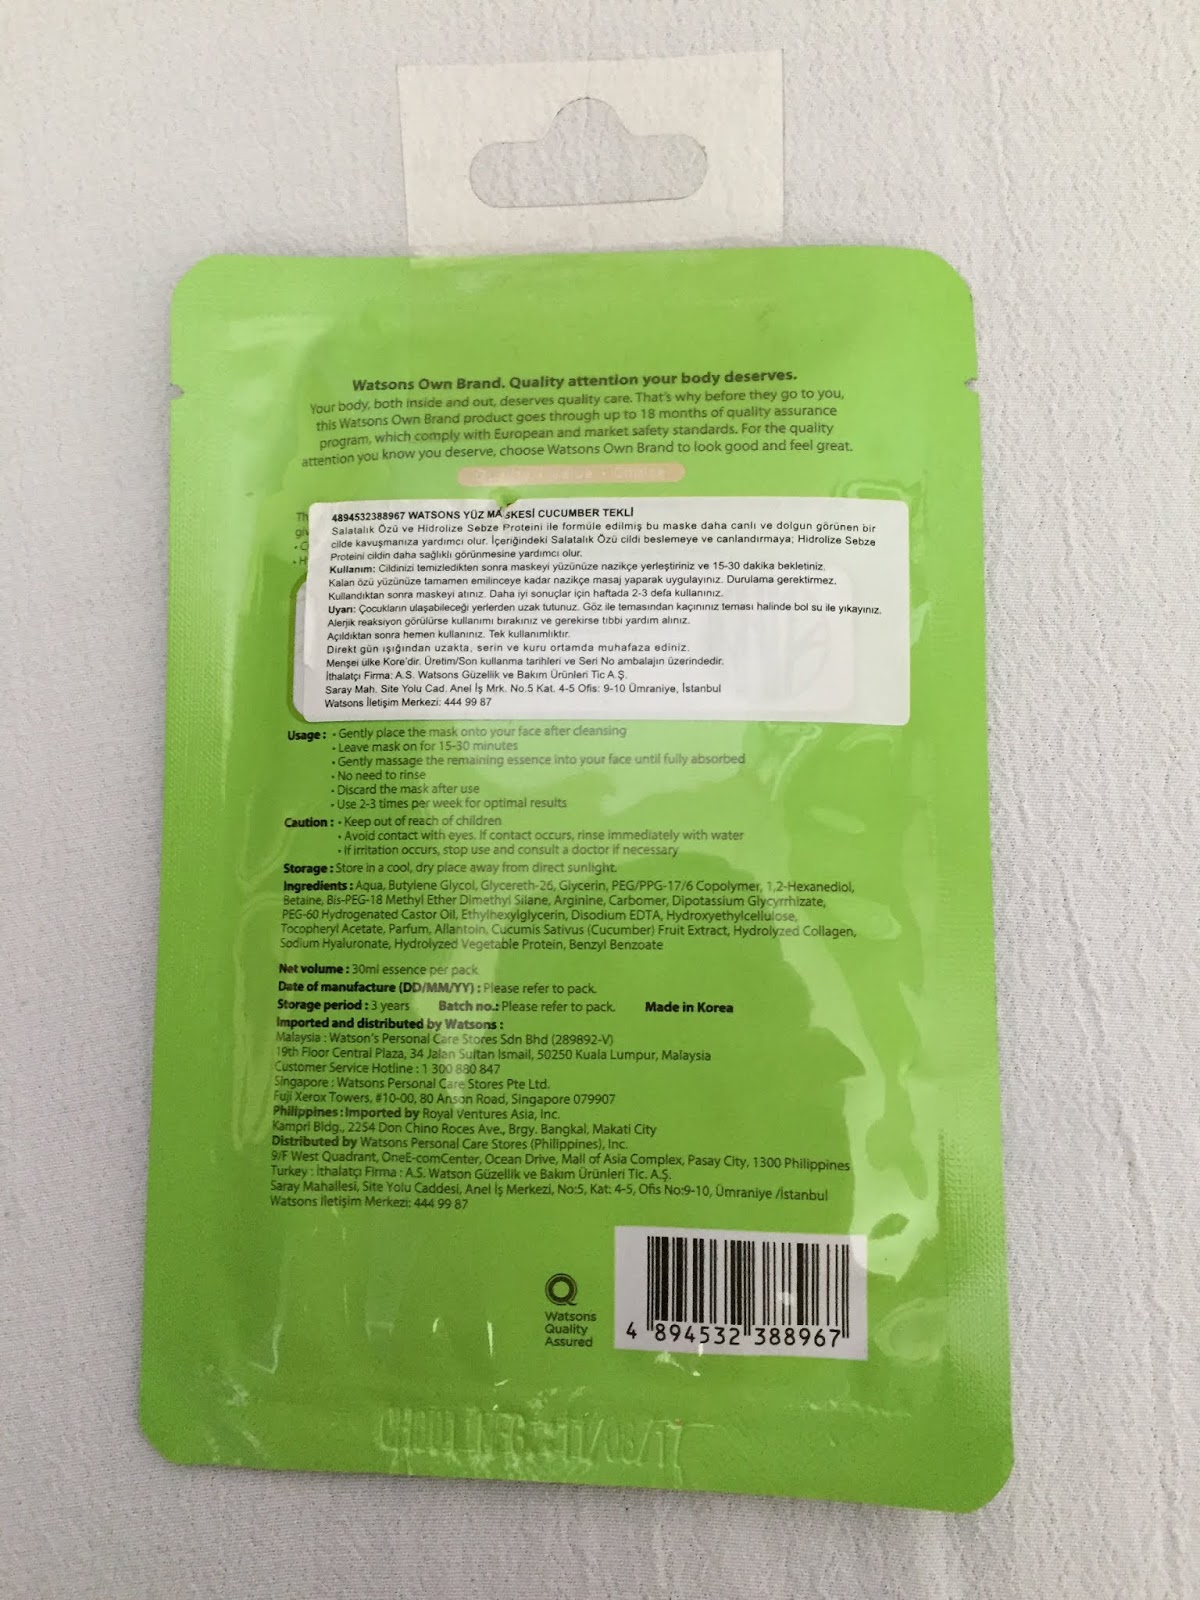 Watsons Own Brand. Quality attention your body deserves.
Your body, both inside and out, deserves quality care. That's why before they go to you,
this Watsons Own Brand product goes through up to 18 months of quality assurance
program, which comply with European and market safety standards. For the quality
attention you know you deserve, choose Watsons Own Brand to look good and feel great.
Choice
4894532388967 WATSONS YÜZ MASKESİ CUCUMBER TEKLİ
Salatalık Özü ve Hidrolize Sebze Proteini ile formüle edilmiş bu maske daha canlı ve dolgun görünen bir
cilde kavuşmanıza yardımcı olur. İçeriğindeki Salatalık Özü cildi beslemeye ve canlandırmaya; Hidrolize Sebze
Proteini cildin daha sağlıklı görünmesine yardımcı olur.
Kullanım: Cildinizi temizledikten sonra maskeyi yüzünüze nazikçe yerleştiriniz ve 15-30 dakika bekletiniz.
Kalan özü yüzünüze tamamen emilinceye kadar nazikçe masaj yaparak uygulayınız. Durulama gerektirmez.
Kullandıktan sonra maskeyi atınız. Daha iyi sonuçlar için haftada 2-3 defa kullanınız.
Uyarı: Çocukların ulaşabileceği yerlerden uzak tutunuz. Göz ile temasından kaçınınız teması halinde bol su ile yıkayınız.
Alerjik reaksiyon görülürse kullanımı bırakınız ve gerekirse tıbbi yardım alınız.
Açıldıktan sonra hemen kullanınız. Tek kullanımlıktır.
Direkt gün ışığından uzakta, serin ve kuru ortamda muhafaza ediniz.
Menşei ülke Kore'dir. Üretim/Son kullanma tarihleri ve Seri No ambalajın üzerindedir.
İthalatçı Firma: A.S. Watsons Güzellik ve Bakım Ürünleri Tic A.Ş.
Saray Mah. Site Yolu Cad. Anel İş Mrk. No.5 Kat. 4-5 Ofis: 9-10 Ümraniye, İstanbul
Watsons İletişim Merkezi: 444 99 87
Usage : • Gently place the mask onto your face after cleansing
• Leave mask on for 15-30 minutes
• Gently massage the remaining essence into your face until fully absorbed
• No need to rinse
• Discard the mask after use
• Use 2-3 times per week for optimal results
Caution : • Keep out of reach of children
• Avoid contact with eyes. If contact occurs, rinse immediately with water
• If irritation occurs, stop use and consult a doctor if necessary
Storage : Store in a cool, dry place away from direct sunlight.
Ingredients : Aqua, Butylene Glycol, Glycereth-26, Glycerin, PEG/PPG-17/6 Copolymer, 1,2-Hexanediol,
Betaine, Bis-PEG-18 Methyl Ether Dimethyl Silane, Arginine, Carbomer, Dipotassium Glycyrrhizate,
PEG-60 Hydrogenated Castor Oil, Ethylhexylglycerin, Disodium EDTA, Hydroxyethylcellulose,
Tocopheryl Acetate, Parfum, Allantoin, Cucumis Sativus (Cucumber) Fruit Extract, Hydrolyzed Collagen,
Sodium Hyaluronate, Hydrolyzed Vegetable Protein, Benzyl Benzoate
Net volume : 30ml essence per pack
Date of manufacture (DD/MM/YY) : Please refer to pack.
Storage period : 3 years Batch no.: Please refer to pack. Made in Korea
Imported and distributed by Watsons :
Malaysia : Watson's Personal Care Stores Sdn Bhd (289892-V)
19th Floor Central Plaza, 34 Jalan Sultan Ismail, 50250 Kuala Lumpur, Malaysia
Customer Service Hotline : 1 300 880 847
Singapore : Watsons Personal Care Stores Pte Ltd.
Fuji Xerox Towers, #10-00, 80 Anson Road, Singapore 079907
Philippines : Imported by Royal Ventures Asia, Inc.
Kampri Bldg., 2254 Don Chino Roces Ave., Brgy. Bangkal, Makati City
Distributed by Watsons Personal Care Stores (Philippines), Inc.
9/F West Quadrant, OneE-comCenter, Ocean Drive, Mall of Asia Complex, Pasay City, 1300 Philippines
Turkey : İthalatçı Firma : A.S. Watson Güzellik ve Bakım Ürünleri Tic. A.Ş.
Saray Mahallesi, Site Yolu Caddesi, Anel İş Merkezi, No:5, Kat: 4-5, Ofis No:9-10, Ümraniye /İstanbul
Watsons İletişim Merkezi: 444 99 87
Watsons
Quality
Assured
4 894532 388967